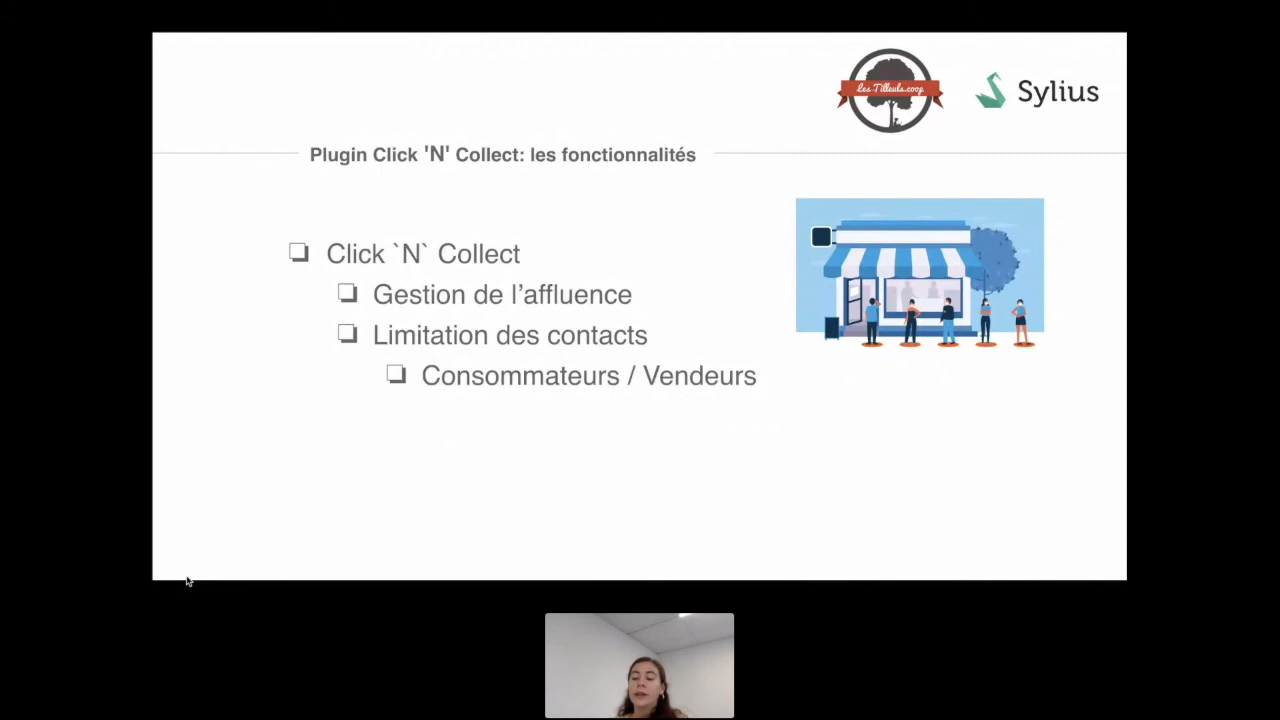 Les Tilleuls.coop
Sylius
Plugin Click 'N' Collect: les fonctionnalités
Click `N` Collect
Gestion de l’affluence
Limitation des contacts
Consommateurs / Vendeurs